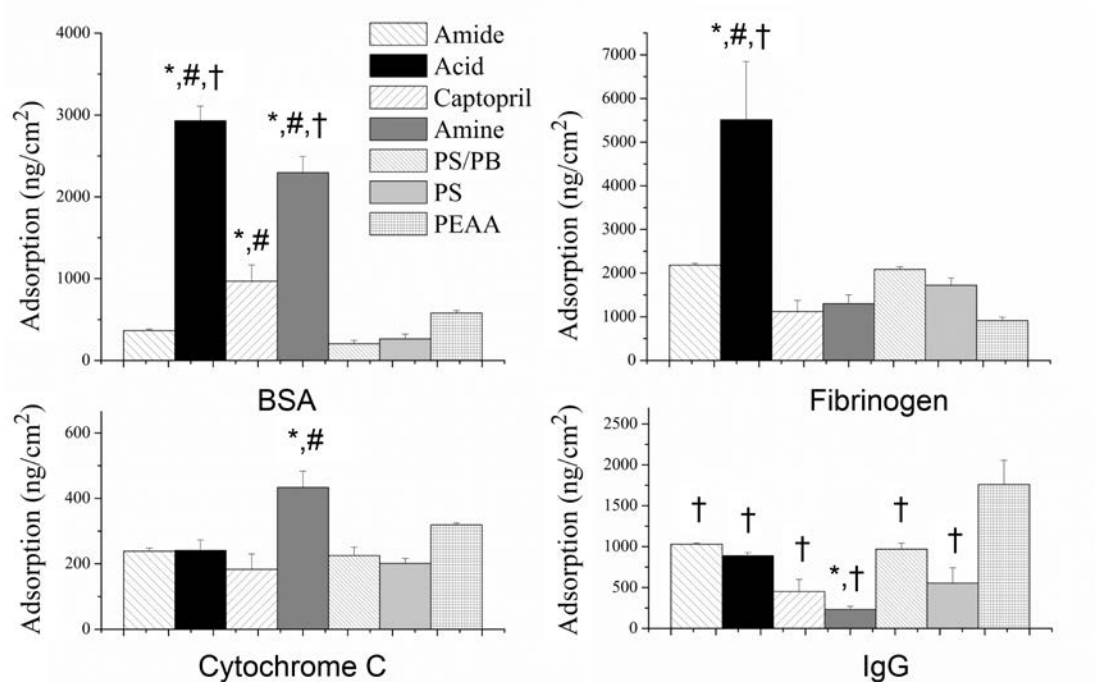 Adsorption (ng/cm²)
4000
3000
2000
1000
0
*,#,†
*,#
*,#,†
Amide
Acid
Captopril
Amine
PS/PB
PS
PEAA
BSA
Adsorption (ng/cm²)
7000
6000
5000
4000
3000
2000
1000
0
*,#,†
Fibrinogen
Adsorption (ng/cm²)
600
400
200
0
*,#
Cytochrome C
Adsorption (ng/cm²)
2500
2000
1500
1000
500
0
†
†
†
*,†
†
†
IgG